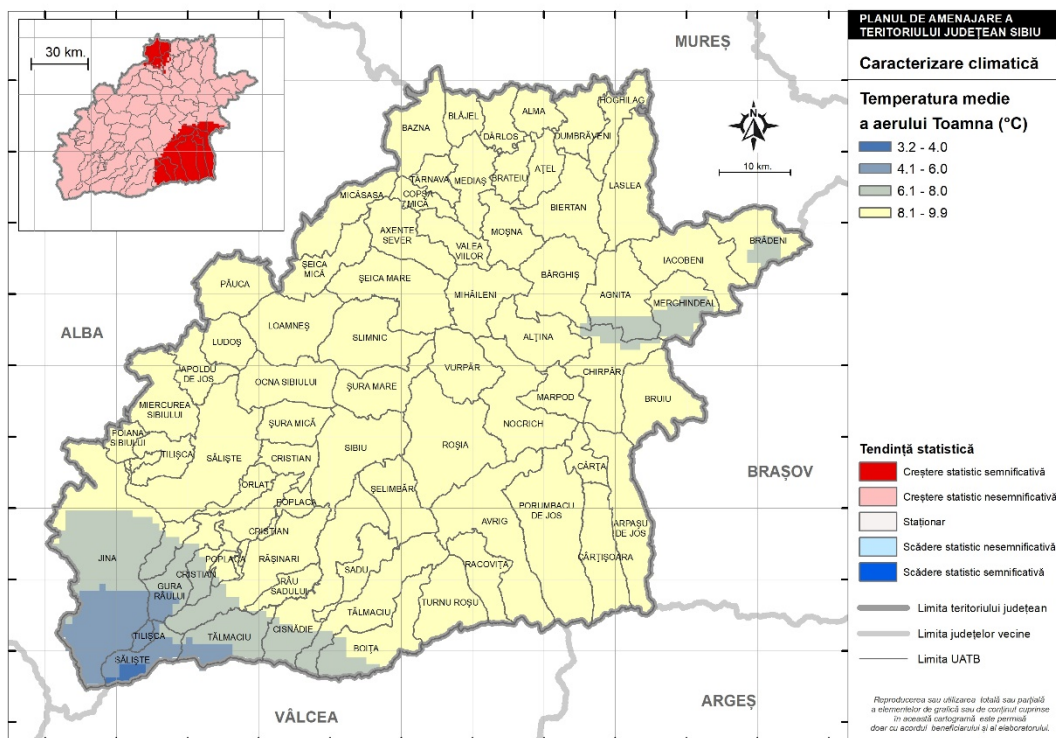 30 km.
MUREȘ
PLANUL DE AMENAJARE A
TERITORIULUI JUDEȚEAN SIBIU
Caracterizare climatică
Temperatura medie
a aerului Toamna (°C)
3.2 - 4.0
4.1 - 6.0
6.1 - 8.0
8.1 - 9.9
N
10 km.
HOGHILAG
ALMA
BLĂJEL
BAZNA
DÂRLOS
DUMBRĂVENI
AȚEL
TÂRNAVA
MEDIAȘ
BRATEIU
LASLEA
MICĂSASA
COPȘA
MICĂ
BIERTAN
AXENTE
SEVER
MOȘNA
VALEA
VIILOR
BRĂDENI
IACOBENI
ȘEICA
MICĂ
ȘEICA MARE
BÂRGHIȘ
PĂUCA
MIHĂILENI
AGNITA
MERGHINDEAL
ALBA
LOAMNEȘ
SLIMNIC
ALȚINA
LUDOȘ
APOLDU
DE JOS
VURPĂR
CHIRPĂR
OCNA SIBIULUI
ȘURA MARE
MARPOD
BRUIU
MIERCUREA
SIBIULUI
ȘURA MICĂ
NOCRICH
POIANA
SIBIULUI
TILIȘCA
SĂLIȘTE
CRISTIAN
SIBIU
ROȘIA
CÂRȚA
BRAȘOV
ORLAT
ȘELIMBĂR
POPLACA
PORUMBACU
DE JOS
AVRIG
ARPAȘU
DE JOS
CRISTIAN
JINA
POPLACA
RĂȘINARI
CÂRȚIȘOARA
CRISTIAN
SADU
RACOVIȚA
GURA
RÂULUI
RÂU
SADULUI
TĂLMACIU
TURNU ROȘU
CISNĂDIE
TILIȘCA
TĂLMACIU
BOIȚA
SĂLIȘTE
VÂLCEA
ARGEȘ
Tendință statistică
Creștere statistic semnificativă
Creștere statistic nesemnificativă
Staționar
Scădere statistic nesemnificativă
Scădere statistic semnificativă
Limita teritoriului județean
Limita județelor vecine
Limita UATB
Reproducerea sau utilizarea totală sau parțială
a elementelor de grafică sau de conținut cuprinse
în această cartogramă este permisă
doar cu acordul beneficiarului și al elaboratorului.